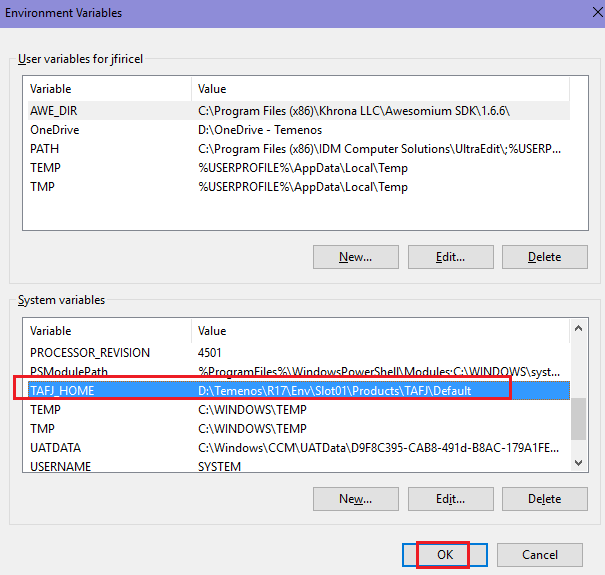 Environment Variables
User variables for jfiricel
Variable Value
AWE_DIR C:\Program Files (x86)\Khrona LLC\Awesomium SDK\1.6.6\
OneDrive D:\OneDrive - Temenos
PATH C:\Program Files (x86)\IDM Computer Solutions\UltraEdit\;%USERP...
TEMP %USERPROFILE%\AppData\Local\Temp
TMP %USERPROFILE%\AppData\Local\Temp
New... Edit... Delete
System variables
Variable Value
PROCESSOR_REVISION 4501
PSModulePath %ProgramFiles%\WindowsPowerShell\Modules;C:\WINDOWS\syst...
TAFJ_HOME D:\Temenos\R17\Env\Slot01\Products\TAFJ\Default
TEMP C:\WINDOWS\TEMP
TMP C:\WINDOWS\TEMP
UATDATA C:\Windows\CCM\UATData\D9F8C395-CAB8-491d-B8AC-179A1FE...
USERNAME SYSTEM
New... Edit... Delete
OK Cancel